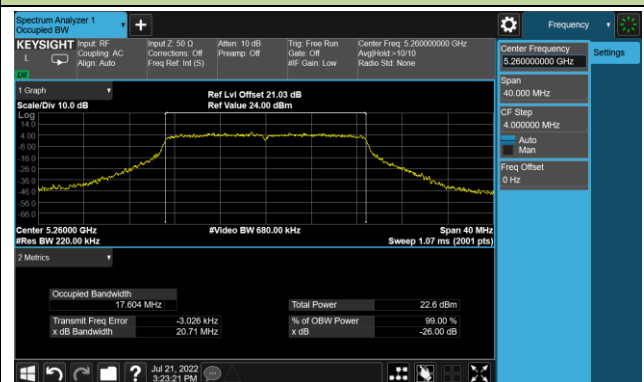 Spectrum Analyzer 1
Occupied BW
Frequency
KEYSIGHT
L
Input: RF
Coupling: AC
Align: Auto
Input Z: 50 Ω
Corrections: Off
Freq Ref: Int (S)
Atten: 10 dB
Preamp: Off
Trig: Free Run
Gate: Off
#IF Gain: Low
Center Freq: 5.260000000 GHz
Avg|Hold:>10/10
Radio Std: None
Center Frequency
5.260000000 GHz
Settings
Span
40.000 MHz
CF Step
4.000000 MHz
Auto
Man
Freq Offset
0 Hz
1 Graph
Scale/Div 10.0 dB
Ref Lvl Offset 21.03 dB
Ref Value 24.00 dBm
Log
14.0
4.00
-6.00
-16.0
-26.0
-36.0
-46.0
-56.0
-66.0
Center 5.26000 GHz
#Res BW 220.00 kHz
#Video BW 680.00 kHz
Span 40 MHz
Sweep 1.07 ms (2001 pts)
2 Metrics
Occupied Bandwidth
17.604 MHz
Total Power
22.6 dBm
Transmit Freq Error
-3.026 kHz
% of OBW Power
99.00 %
x dB Bandwidth
20.71 MHz
x dB
-26.00 dB
?
Jul 21, 2022
3:23:21 PM